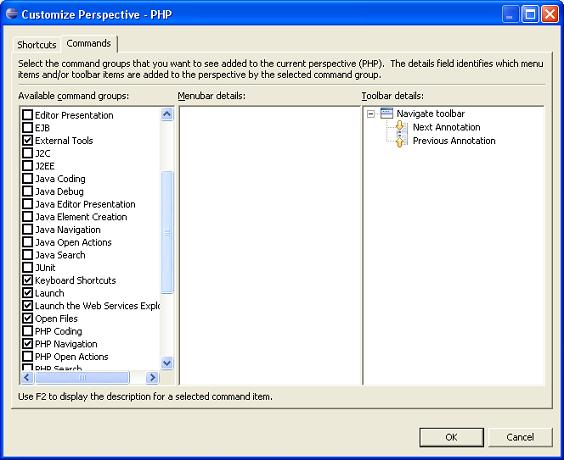 Customize Perspective - PHP
Shortcuts Commands
Select the command groups that you want to see added to the current perspective (PHP). The details field identifies which menu
items and/or toolbar items are added to the perspective by the selected command group.
Available command groups:
Editor Presentation
EJB
External Tools
J2C
J2EE
Java Coding
Java Debug
Java Editor Presentation
Java Element Creation
Java Navigation
Java Open Actions
Java Search
JUnit
Keyboard Shortcuts
Launch
Launch the Web Services Explo
Open Files
PHP Coding
PHP Navigation
PHP Open Actions
PHP Search
Menubar details:
Toolbar details:
Navigate toolbar
Next Annotation
Previous Annotation
Use F2 to display the description for a selected command item.
OK Cancel